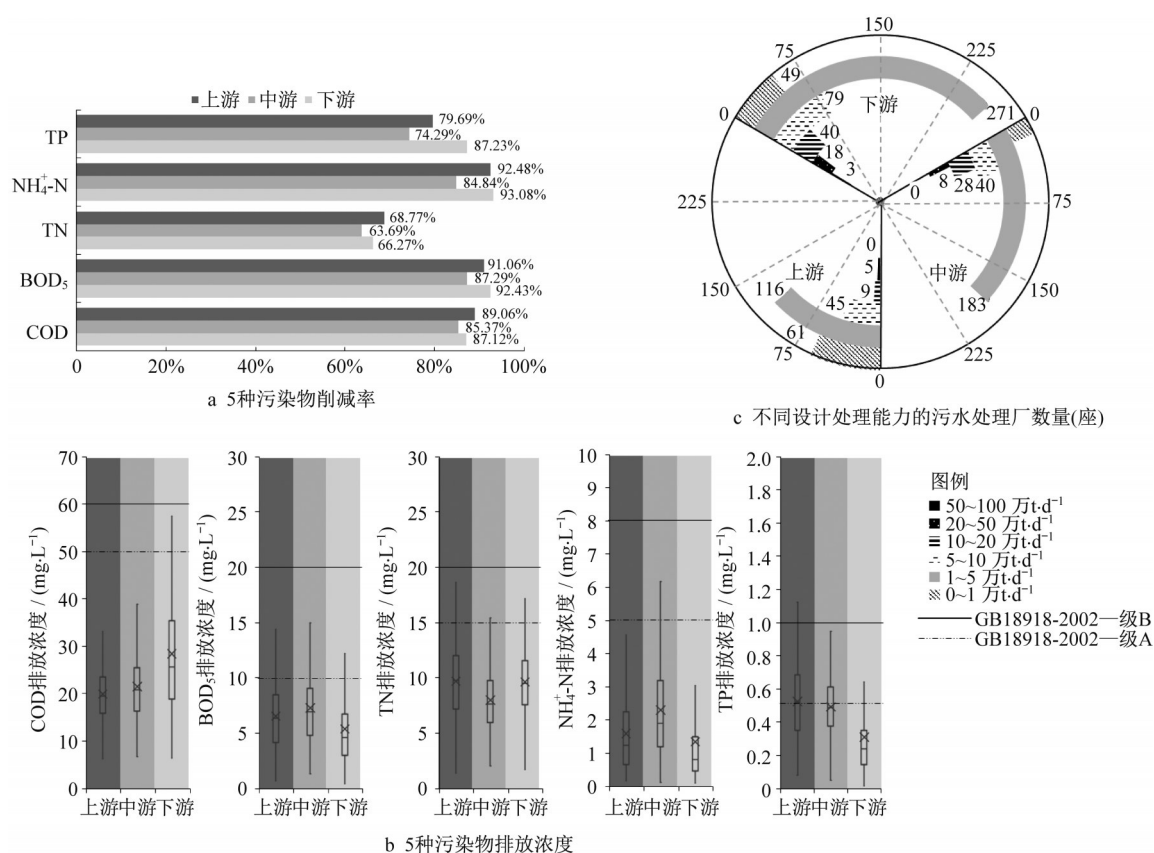 ■上游 ■中游 ■下游
TP
79.69%
74.29%
87.23%
NH₄⁺-N
92.48%
84.84%
93.08%
TN
68.77%
63.69%
66.27%
BOD₅
91.06%
87.29%
92.43%
COD
89.06%
85.37%
87.12%
0 20% 40% 60% 80% 100%
a 5种污染物削减率
150
75
225
49
79
下游
0
271
0
40
18
3
8
28
40
0
225
75
0
上游
5
中游
150
116
9
45
183
150
61
75
225
0
c 不同设计处理能力的污水处理厂数量(座)
COD排放浓度 / (mg·L⁻¹)
70
60
50
40
30
20
10
0
上游 中游 下游
BOD₅排放浓度 / (mg·L⁻¹)
30
25
20
15
10
5
0
上游 中游 下游
TN排放浓度 / (mg·L⁻¹)
30
25
20
15
10
5
0
上游 中游 下游
NH₄⁺-N排放浓度 / (mg·L⁻¹)
10
9
8
7
6
5
4
3
2
1
0
上游 中游 下游
TP排放浓度 / (mg·L⁻¹)
2.0
1.8
1.6
1.4
1.2
1.0
0.8
0.6
0.4
0.2
0.0
上游 中游 下游
图例
50~100 万t·d⁻¹
20~50 万t·d⁻¹
10~20 万t·d⁻¹
5~10 万t·d⁻¹
1~5 万t·d⁻¹
0~1 万t·d⁻¹
GB18918-2002一级B
GB18918-2002一级A
b 5种污染物排放浓度